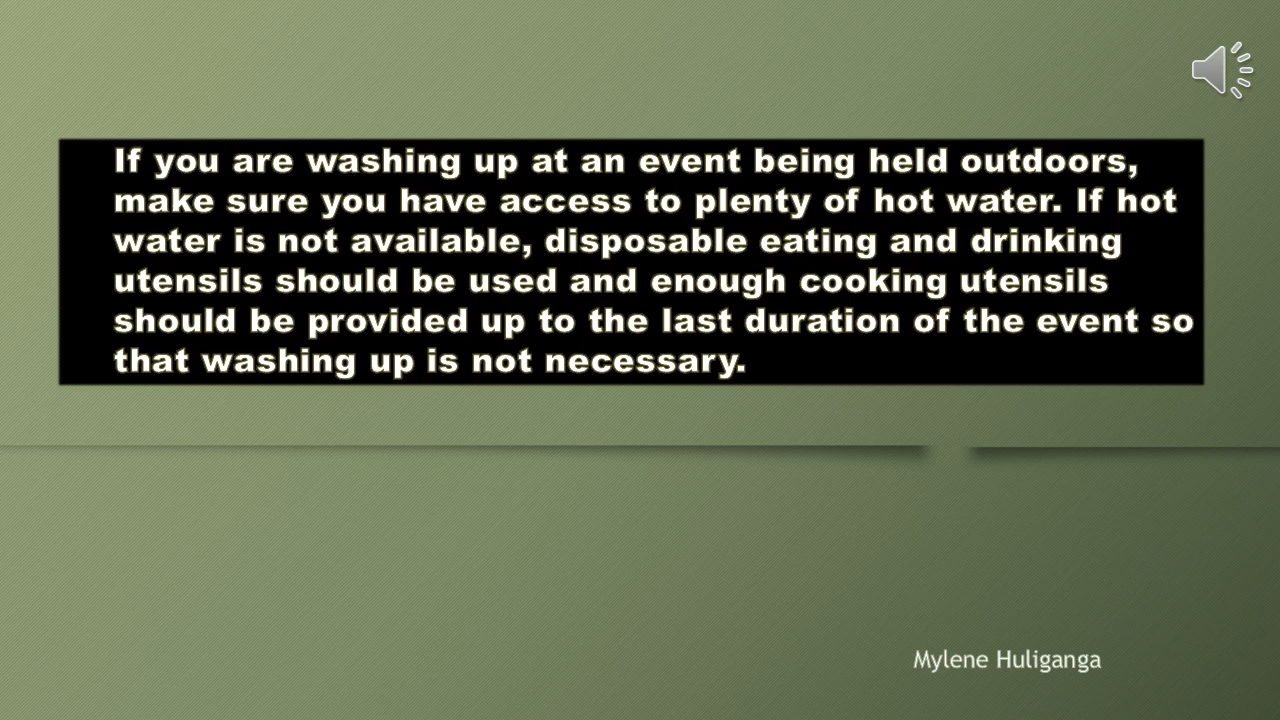 If you are washing up at an event being held outdoors,
make sure you have access to plenty of hot water. If hot
water is not available, disposable eating and drinking
utensils should be used and enough cooking utensils
should be provided up to the last duration of the event so
that washing up is not necessary.
Mylene Huliganga